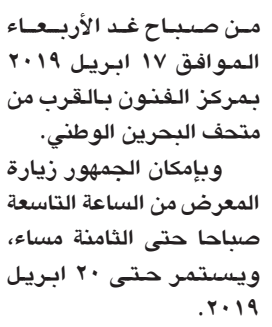 من صباح غد الأربعاء
الموافق ١٧ ابريل ٢٠١٩
بمركز الفنون بالقرب من
متحف البحرين الوطني.
وبإمكان الجمهور زيارة
المعرض من الساعة التاسعة
صباحا حتى الثامنة مساء،
ويستمر حتى ٢٠ ابريل
٢٠١٩.